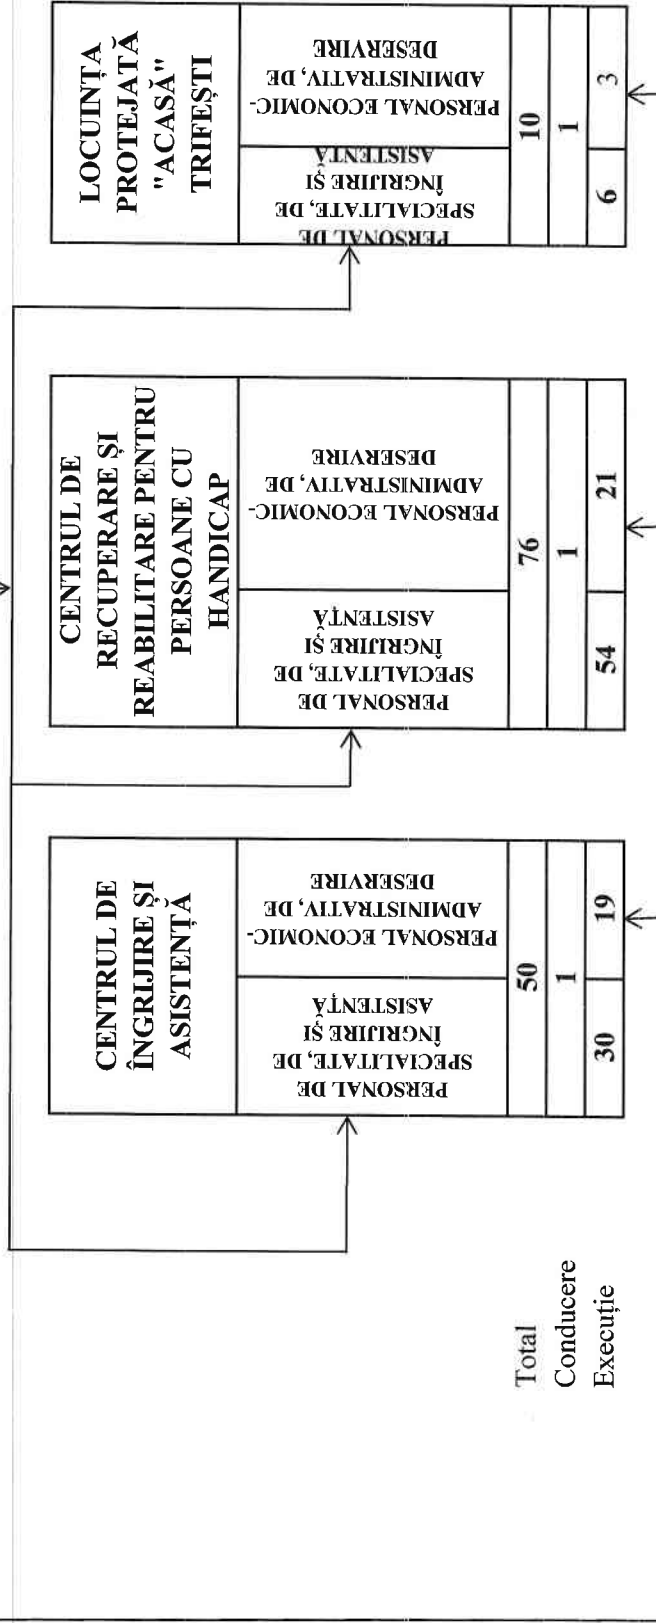 CENTRUL DE
ÎNGRIJIRE ȘI
ASISTENȚĂ
PERSONAL DE
SPECIALITATE, DE
ÎNGRIJIRE ȘI
ASISTENȚĂ
PERSONAL ECONOMIC-
ADMINISTRATIV, DE
DESERVIRE
50
1
30
19
CENTRUL DE
RECUPERARE ȘI
REABILITARE PENTRU
PERSOANE CU
HANDICAP
PERSONAL DE
SPECIALITATE, DE
ÎNGRIJIRE ȘI
ASISTENȚĂ
PERSONAL ECONOMIC-
ADMINISTRATIV, DE
DESERVIRE
76
1
54
21
LOCUINȚA
PROTEJATĂ
"ACASĂ"
TRIFEȘTI
PERSONAL DE
SPECIALITATE, DE
ÎNGRIJIRE ȘI
ASISTENȚĂ
PERSONAL ECONOMIC-
ADMINISTRATIV, DE
DESERVIRE
10
1
6
3
Total
Conducere
Execuție